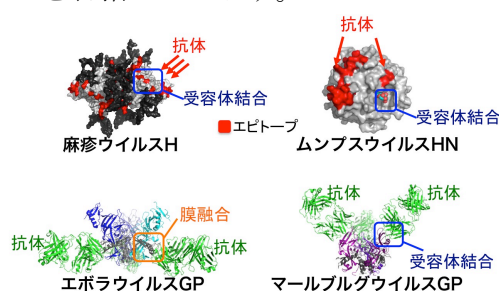 抗体
受容体結合
麻疹ウイルスH
エピトープ
抗体
受容体結合
ムンプスウイルスHN
抗体
膜融合
抗体
エボラウイルスGP
抗体
抗体
受容体結合
マールブルグウイルスGP